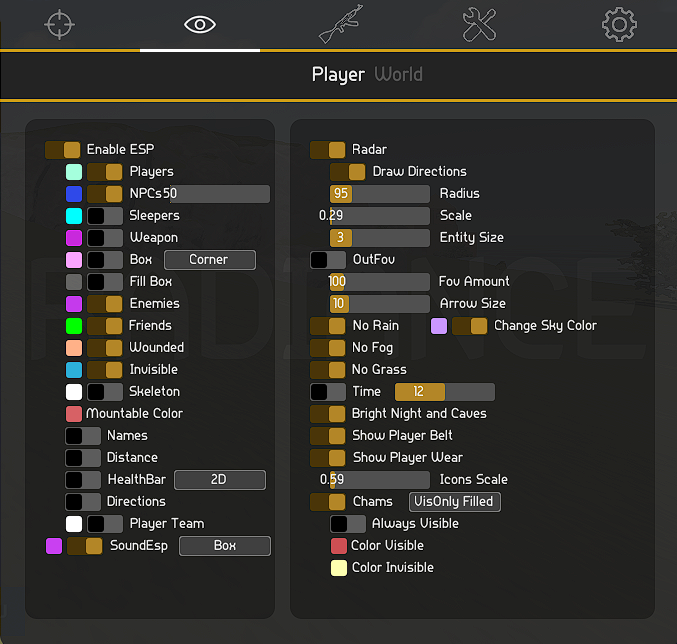 Player World
Enable ESP
Players
NPCs 50
Sleepers
Weapon
Box Corner
Fill Box
Enemies
Friends
Wounded
Invisible
Skeleton
Mountable Color
Names
Distance
HealthBar 2D
Directions
Player Team
SoundEsp Box
Radar
Draw Directions
95 Radius
0.29 Scale
3 Entity Size
OutFov
100 Fov Amount
10 Arrow Size
No Rain Change Sky Color
No Fog
No Grass
Time 12
Bright Night and Caves
Show Player Belt
Show Player Wear
0.59 Icons Scale
Chams VisOnly Filled
Always Visible
Color Visible
Color Invisible